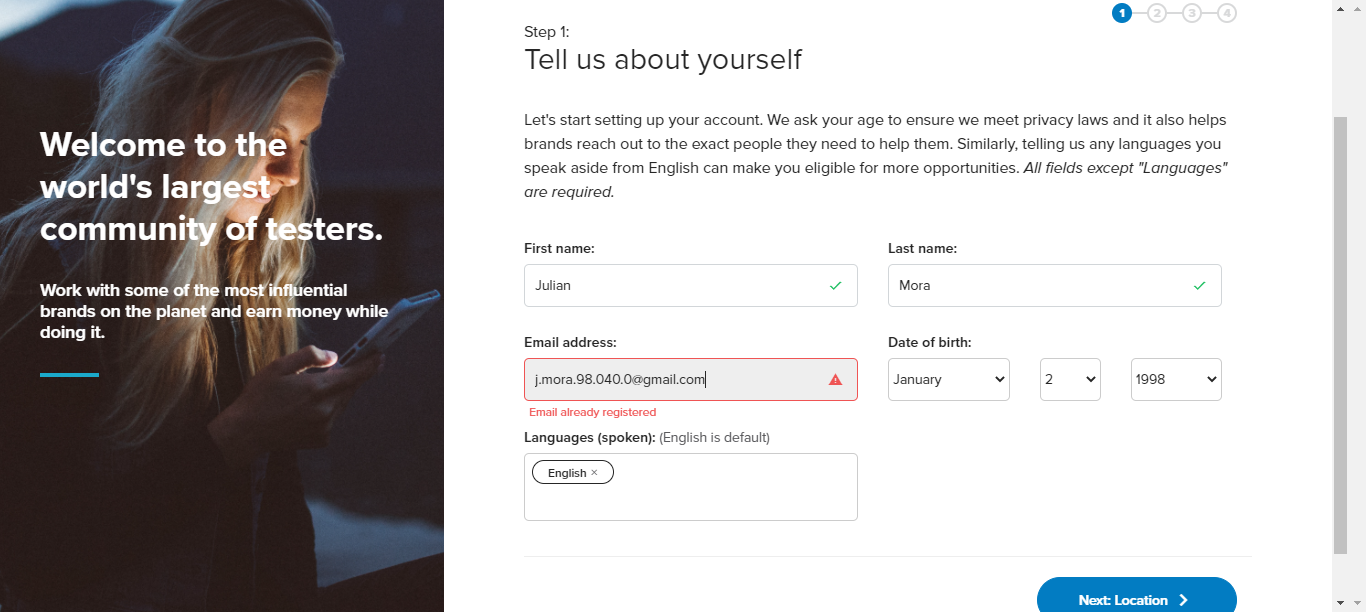 Welcome to the
world's largest
community of testers.
Work with some of the most influential
brands on the planet and earn money while
doing it.
1 2 3 4
Step 1:
Tell us about yourself
Let's start setting up your account. We ask your age to ensure we meet privacy laws and it also helps
brands reach out to the exact people they need to help them. Similarly, telling us any languages you
speak aside from English can make you eligible for more opportunities. All fields except "Languages"
are required.
First name:
Last name:
Julian
Mora
Email address:
Date of birth:
j.mora.98.040.0@gmail.com
January
2
1998
Email already registered
Languages (spoken): (English is default)
English ×
Next: Location